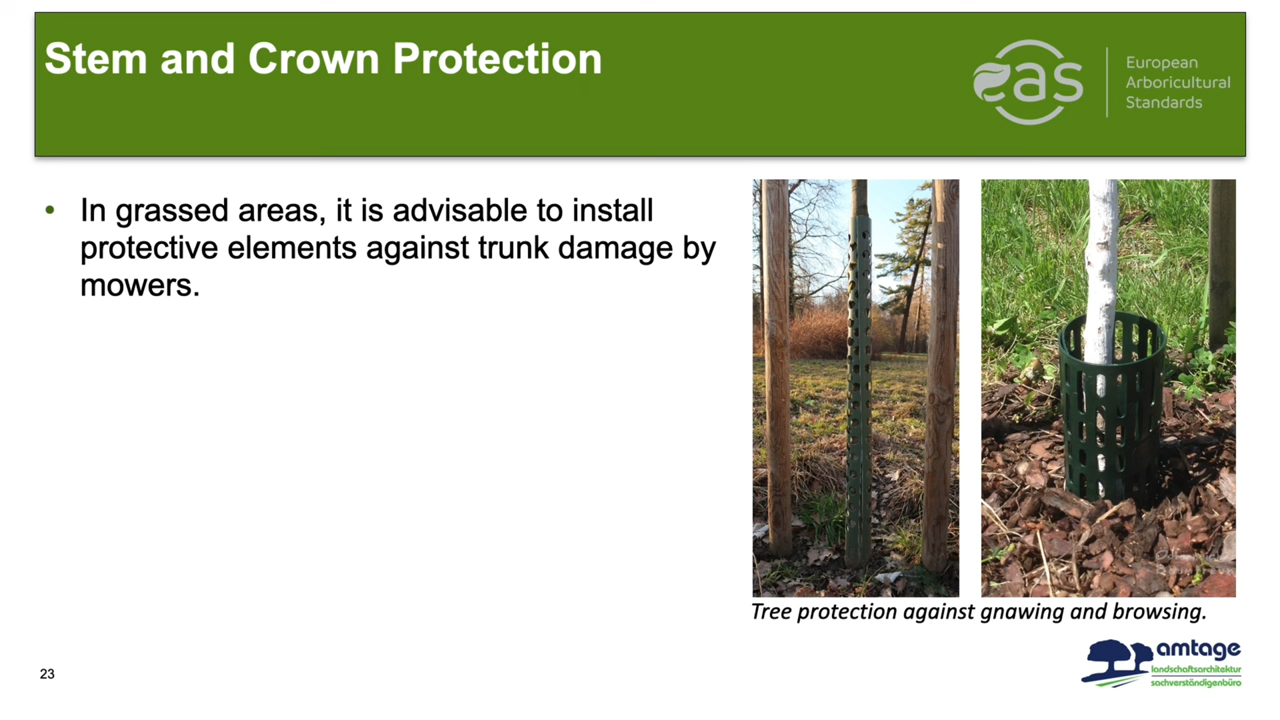 Stem and Crown Protection
eas
European
Arboricultural
Standards
• In grassed areas, it is advisable to install
protective elements against trunk damage by
mowers.
Tree protection against gnawing and browsing.
23
amtage
landschaftsarchitektur
sachverständigenbüro